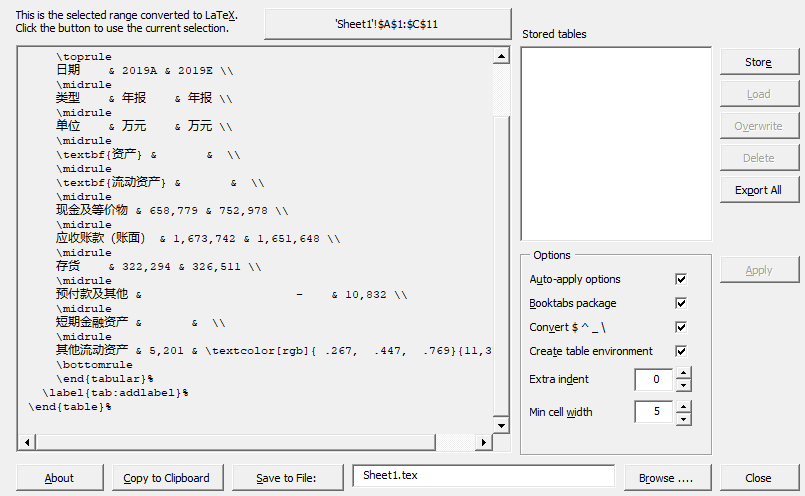 This is the selected range converted to LaTeX.
Click the button to use the current selection.
'Sheet1'!$A$1:$C$11
\toprule
日期 & 2019A & 2019E \\
\midrule
类型 & 年报 & 年报 \\
\midrule
单位 & 万元 & 万元 \\
\midrule
\textbf{资产} & & \\
\midrule
\textbf{流动资产} & & \\
\midrule
现金及等价物 & 658,779 & 752,978 \\
\midrule
应收账款（账面） & 1,673,742 & 1,651,648 \\
\midrule
存货 & 322,294 & 326,511 \\
\midrule
预付款及其他 & - & 10,832 \\
\midrule
短期金融资产 & & \\
\midrule
其他流动资产 & 5,201 & \textcolor[rgb]{ .267, .447, .769}{11,3
\bottomrule
\end{tabular}%
\label{tab:addlabel}%
\end{table}%
Stored tables
Store
Load
Overwrite
Delete
Export All
Options
Auto-apply options
Booktabs package
Convert $ ^ _ \
Create table environment
Extra indent 0
Min cell width 5
Apply
About
Copy to Clipboard
Save to File:
Sheet1.tex
Browse ....
Close